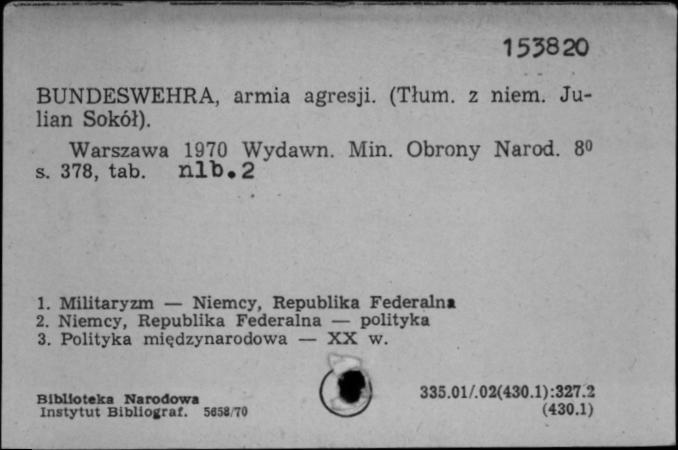 153820
BUNDESWEHRA, armia agresji. (Tłum. z niem. Ju-
lian Sokół).
Warszawa 1970 Wydawn. Min. Obrony Narod. 8⁰
s. 378, tab. nlb.2
1. Militaryzm — Niemcy, Republika Federalna
2. Niemcy, Republika Federalna — polityka
3. Polityka międzynarodowa — XX w.
Biblioteka Narodowa
Instytut Bibliograf. 5658/70
335.01/.02(430.1):327.2
(430.1)